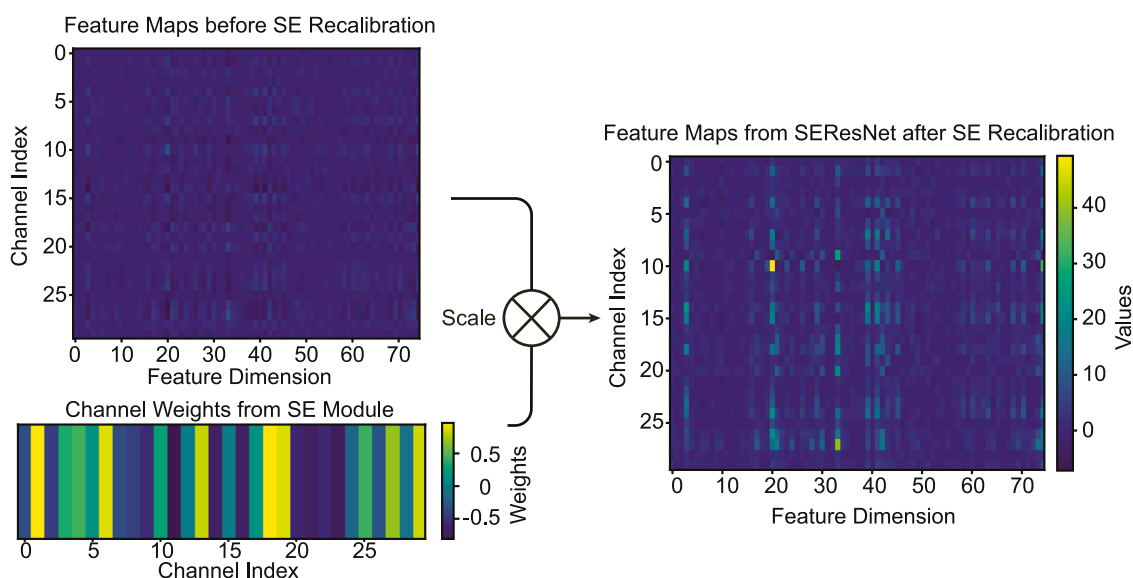 Feature Maps before SE Recalibration
Channel Index
0
5
10
15
20
25
0 10 20 30 40 50 60 70
Feature Dimension
Channel Weights from SE Module
0.5
0
-0.5
Weights
0 5 10 15 20 25
Channel Index
Scale
Feature Maps from SEResNet after SE Recalibration
Channel Index
0
5
10
15
20
25
0 10 20 30 40 50 60 70
Feature Dimension
40
30
20
10
0
Values